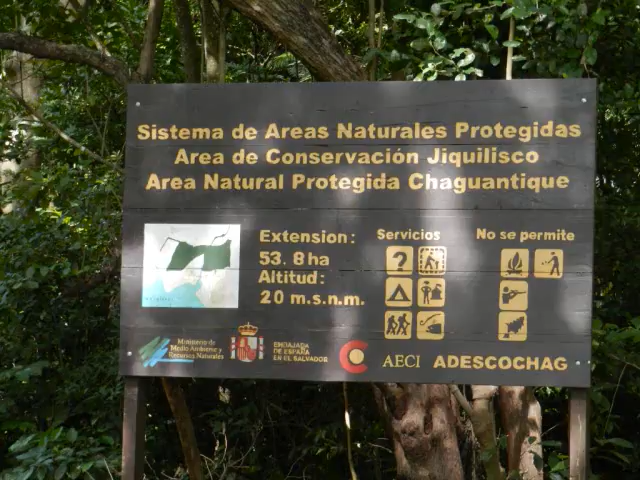 Sistema de Areas Naturales Protegidas
Area de Conservación Jiquilisco
Area Natural Protegida Chaguantique
Extension:
53. 8 ha
Altitud:
20 m.s.n.m.
Servicios
?
No se permite
Ministerio de
Medio Ambiente y
Recursos Naturales
EMBAJADA
DE ESPAÑA
EN EL SALVADOR
AECI
ADESCOCHAG